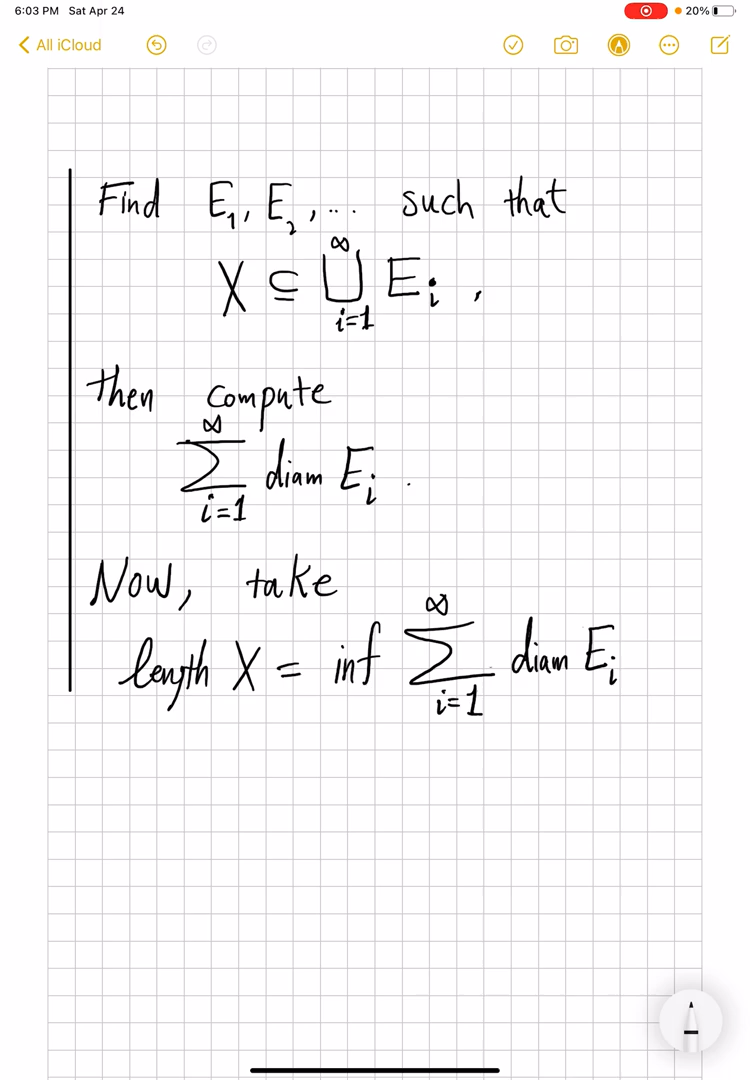 6:03 PM Sat Apr 24 20%
All iCloud
Find E₁, E₂, ... such that
X ⊆ ⋃_{i=1}^{∞} E_i ,
then compute
∑_{i=1}^{∞} diam E_i .
Now, take
length X = inf ∑_{i=1}^{∞} diam E_i